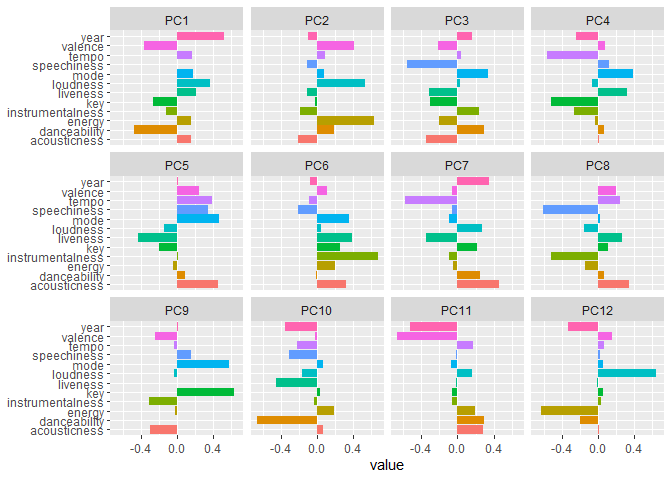 PC1 PC2 PC3 PC4
year
valence
tempo
speechiness
mode
loudness
liveness
key
instrumentalness
energy
danceability
acousticness
PC5 PC6 PC7 PC8
year
valence
tempo
speechiness
mode
loudness
liveness
key
instrumentalness
energy
danceability
acousticness
PC9 PC10 PC11 PC12
year
valence
tempo
speechiness
mode
loudness
liveness
key
instrumentalness
energy
danceability
acousticness
-0.4 0.0 0.4 -0.4 0.0 0.4 -0.4 0.0 0.4 -0.4 0.0 0.4
value